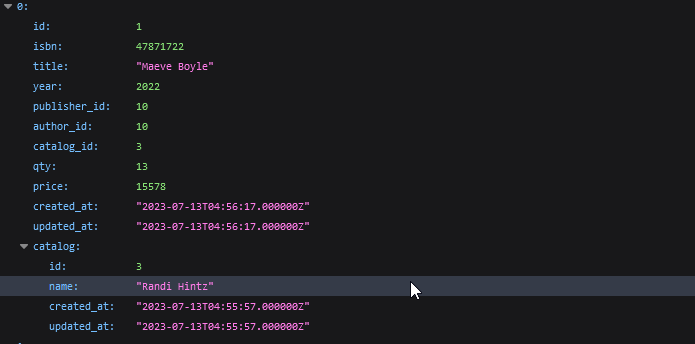 0:
id: 1
isbn: 47871722
title: "Maeve Boyle"
year: 2022
publisher_id: 10
author_id: 10
catalog_id: 3
qty: 13
price: 15578
created_at: "2023-07-13T04:56:17.000000Z"
updated_at: "2023-07-13T04:56:17.000000Z"
catalog:
id: 3
name: "Randi Hintz"
created_at: "2023-07-13T04:55:57.000000Z"
updated_at: "2023-07-13T04:55:57.000000Z"